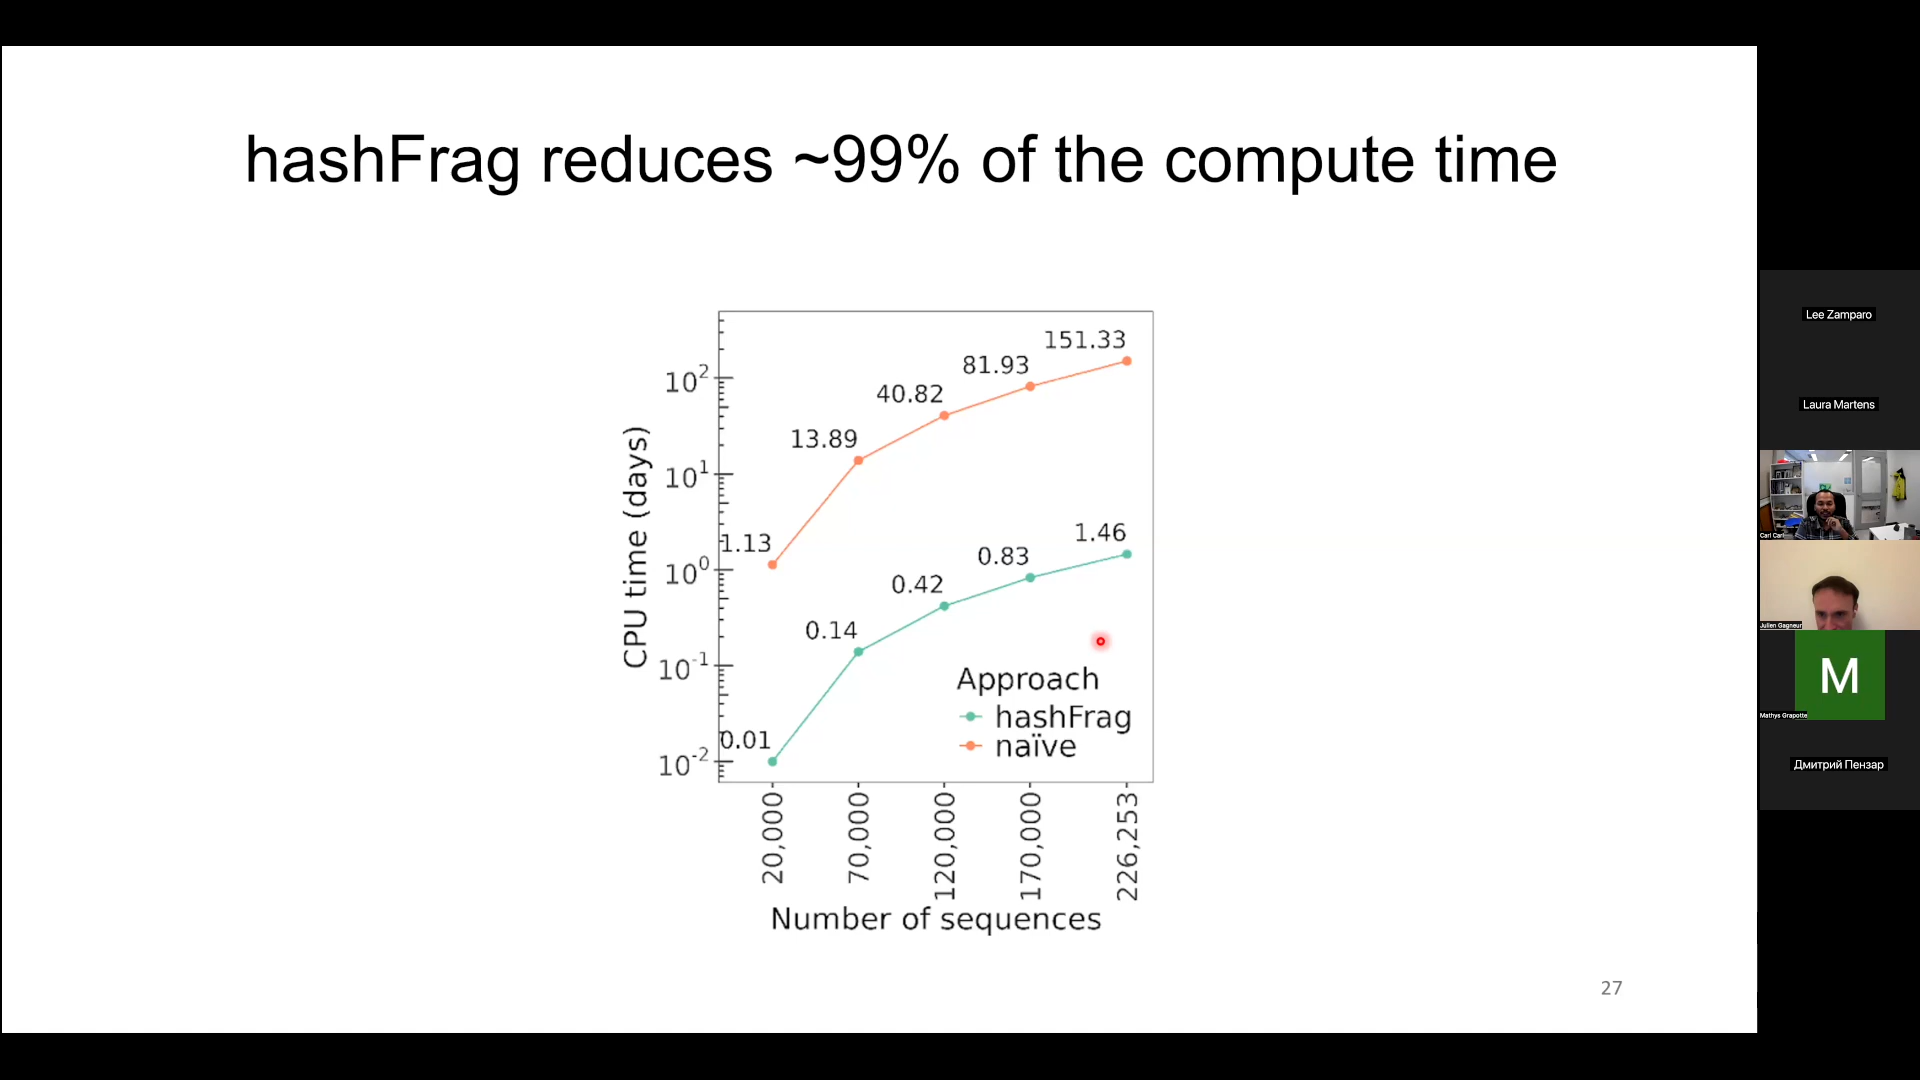 hashFrag reduces ~99% of the compute time
151.33
81.93
10²
40.82
13.89
10¹
1.46
1.13
0.83
10⁰
0.42
0.14
10⁻¹
0.01
10⁻²
CPU time (days)
Approach
hashFrag
naïve
20,000
70,000
120,000
170,000
226,253
Number of sequences
27
Lee Zamparo
Laura Martens
Carl Carl
Julien Gagneur
M
Mathys Grapotte
Дмитрий Пензар